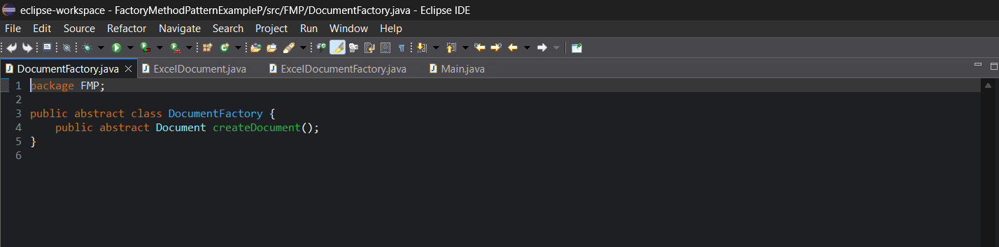 eclipse-workspace - FactoryMethodPatternExampleP/src/FMP/DocumentFactory.java - Eclipse IDE
File Edit Source Refactor Navigate Search Project Run Window Help
DocumentFactory.java ExcelDocument.java ExcelDocumentFactory.java Main.java
1 package FMP;
2
3 public abstract class DocumentFactory {
4     public abstract Document createDocument();
5 }
6